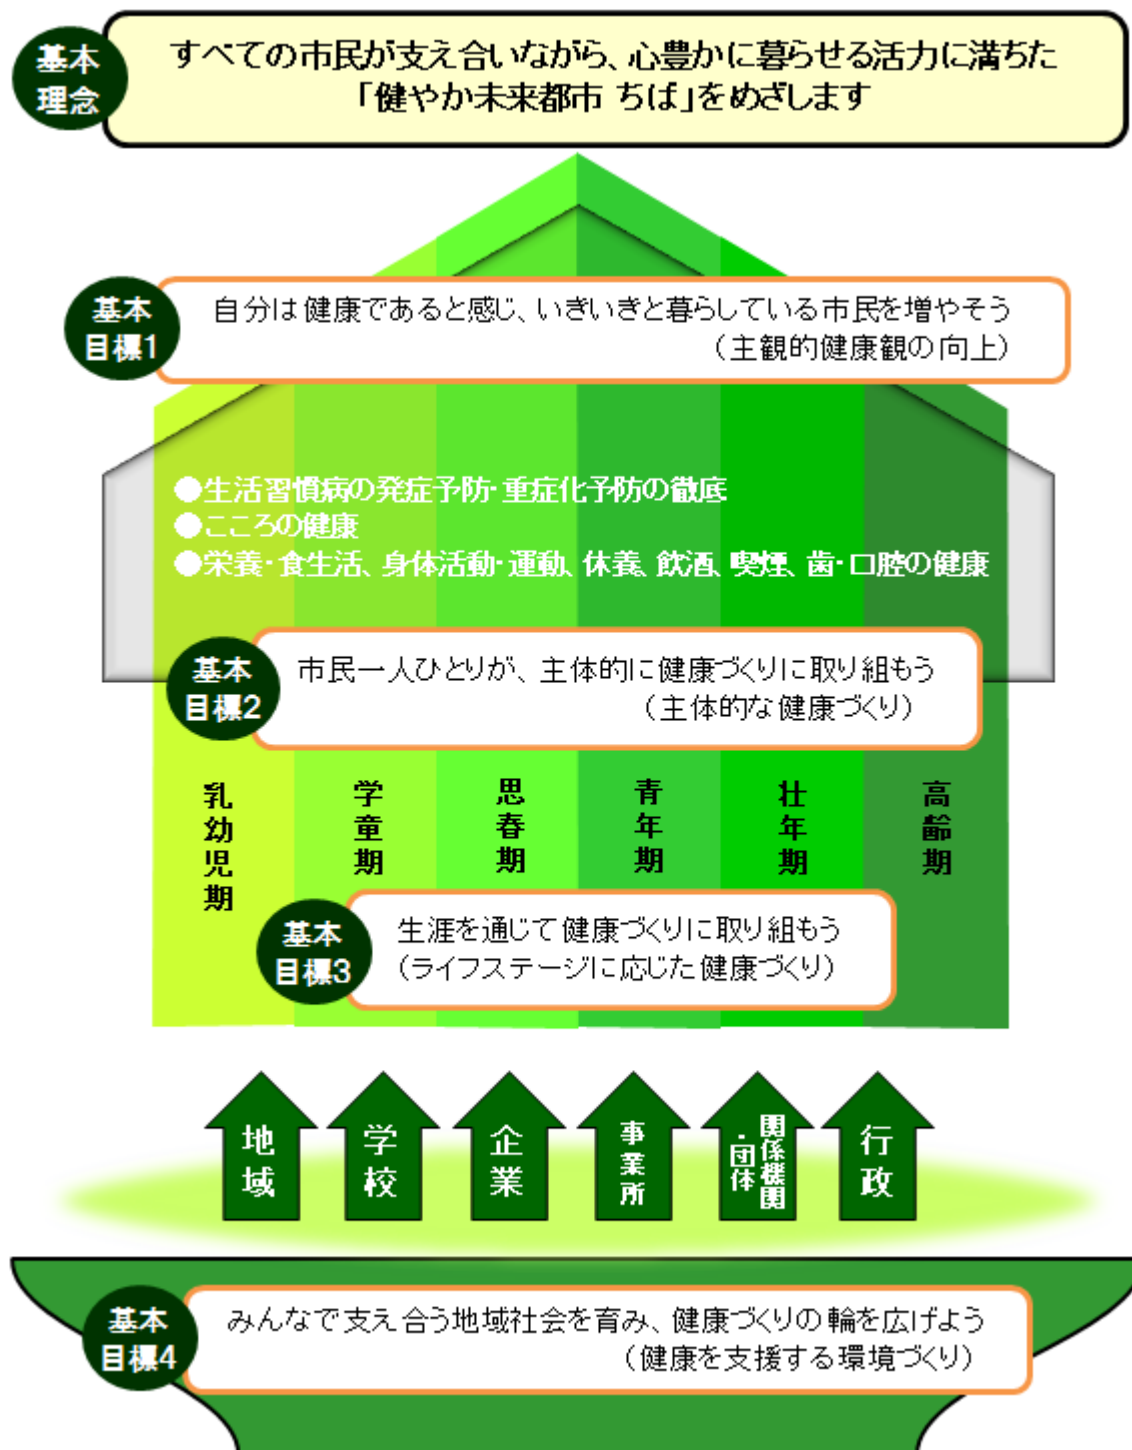 基本
理念
すべての市民が支え合いながら、心豊かに暮らせる活力に満ちた
「健やか未来都市 ちば」をめざします
基本
目標1
自分は健康であると感じ、いきいきと暮らしている市民を増やそう
（主観的健康観の向上）
●生活習慣病の発症予防・重症化予防の徹底
●こころの健康
●栄養・食生活、身体活動・運動、休養、飲酒、喫煙、歯・口腔の健康
基本
目標2
市民一人ひとりが、主体的に健康づくりに取り組もう
（主体的な健康づくり）
乳幼児期
学童期
思春期
青年期
壮年期
高齢期
基本
目標3
生涯を通じて健康づくりに取り組もう
（ライフステージに応じた健康づくり）
地域
学校
企業
事業所
関係機関
・団体
行政
基本
目標4
みんなで支え合う地域社会を育み、健康づくりの輪を広げよう
（健康を支援する環境づくり）